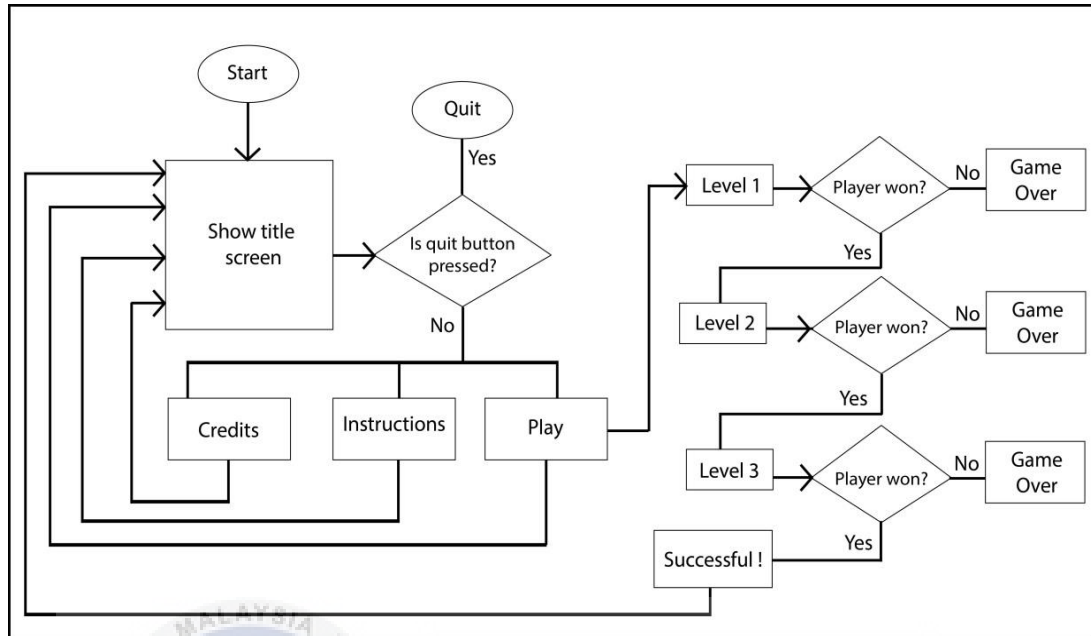 Start
Quit
Yes
Show title
screen
Is quit button
pressed?
No
Credits
Instructions
Play
Level 1
Player won?
No
Game
Over
Yes
Level 2
Player won?
No
Game
Over
Yes
Level 3
Player won?
No
Game
Over
Yes
Successful !
MALAYSIA